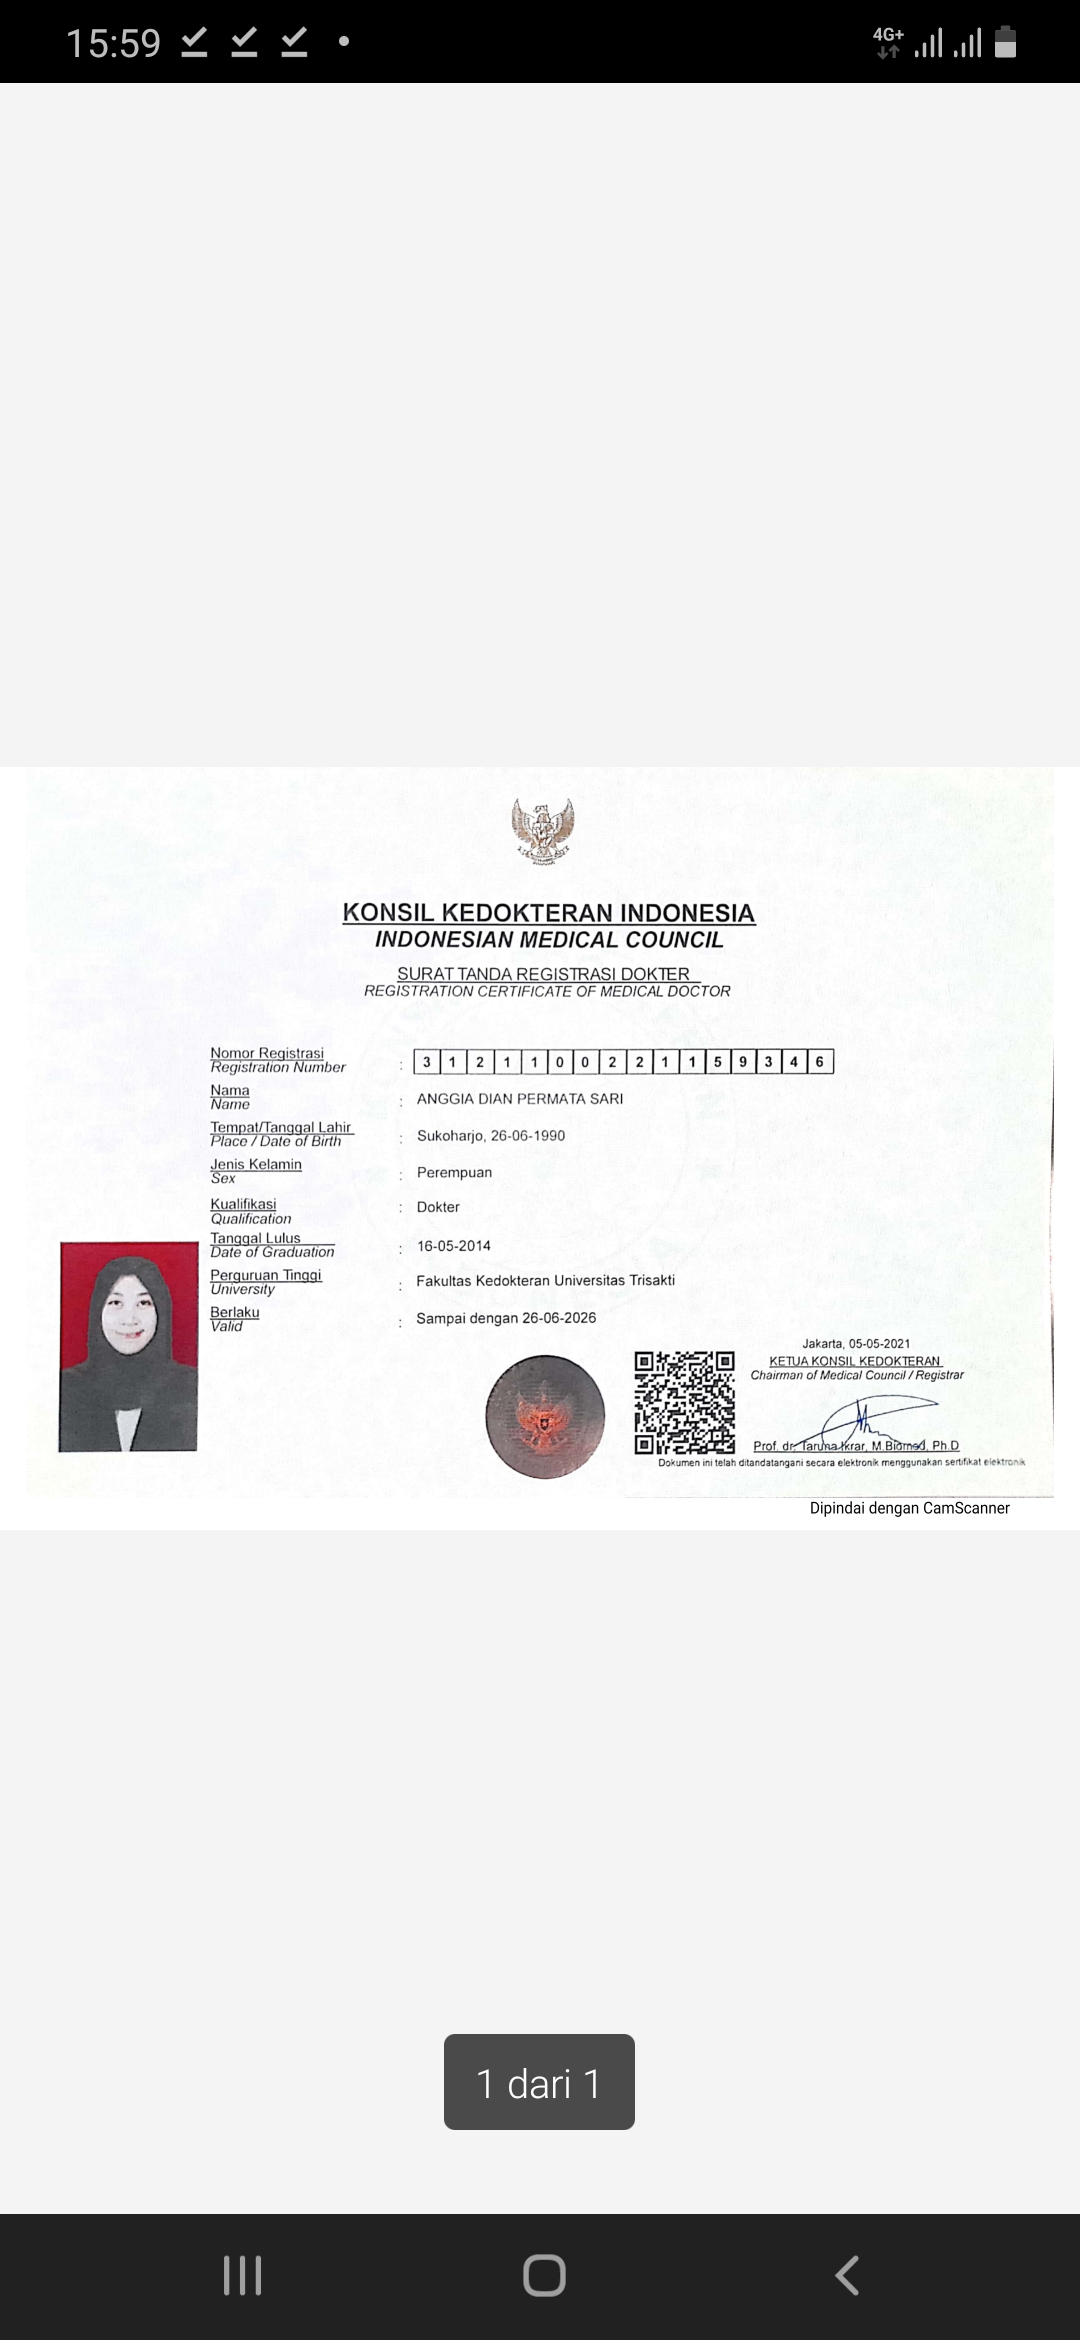 15:59
4G+
KONSIL KEDOKTERAN INDONESIA
INDONESIAN MEDICAL COUNCIL
SURAT TANDA REGISTRASI DOKTER
REGISTRATION CERTIFICATE OF MEDICAL DOCTOR
Nomor Registrasi
Registration Number : 3 1 2 1 1 0 0 2 2 1 1 5 9 3 4 6
Nama
Name : ANGGIA DIAN PERMATA SARI
Tempat/Tanggal Lahir
Place / Date of Birth : Sukoharjo, 26-06-1990
Jenis Kelamin
Sex : Perempuan
Kualifikasi
Qualification : Dokter
Tanggal Lulus
Date of Graduation : 16-05-2014
Perguruan Tinggi
University : Fakultas Kedokteran Universitas Trisakti
Berlaku
Valid : Sampai dengan 26-06-2026
Jakarta, 05-05-2021
KETUA KONSIL KEDOKTERAN
Chairman of Medical Council / Registrar
Prof. dr. Taruna Ikrar, M.Biomed, Ph.D
Dokumen ini telah ditandatangani secara elektronik menggunakan sertifikat elektronik
Dipindai dengan CamScanner
1 dari 1